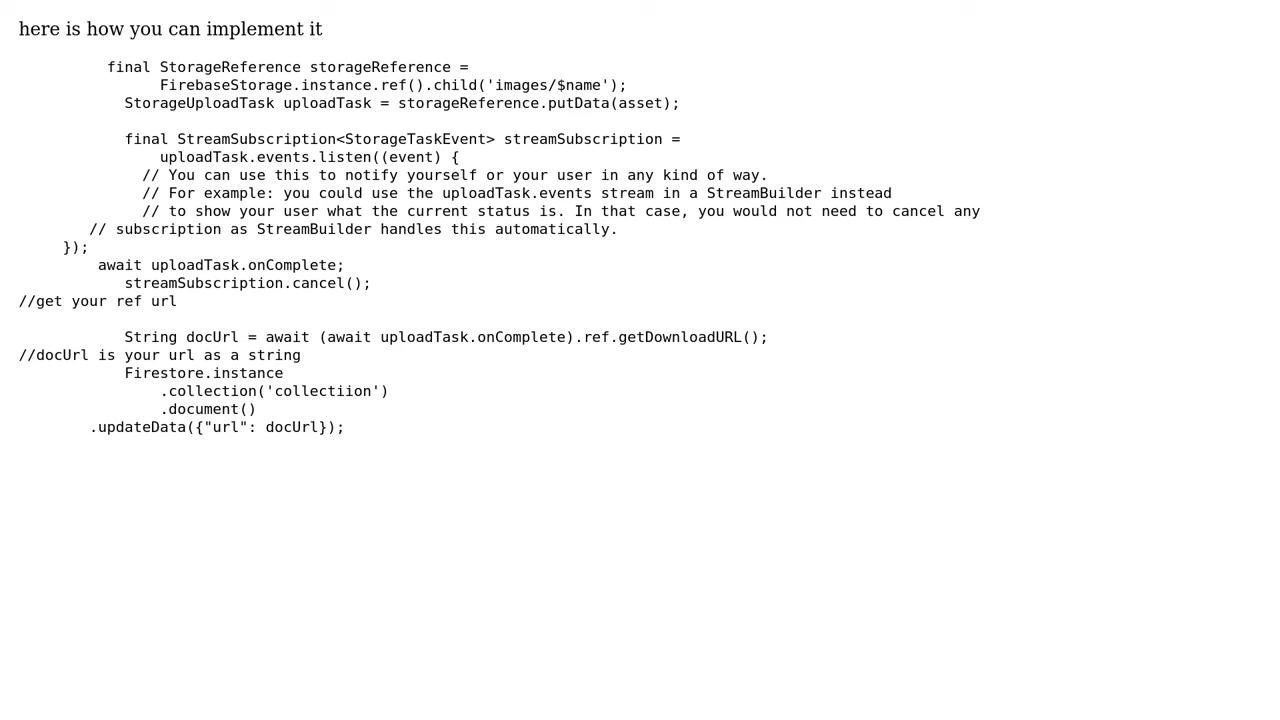 here is how you can implement it
final StorageReference storageReference =
FirebaseStorage.instance.ref().child('images/$name');
StorageUploadTask uploadTask = storageReference.putData(asset);
final StreamSubscription<StorageTaskEvent> streamSubscription =
uploadTask.events.listen((event) {
// You can use this to notify yourself or your user in any kind of way.
// For example: you could use the uploadTask.events stream in a StreamBuilder instead
// to show your user what the current status is. In that case, you would not need to cancel any
// subscription as StreamBuilder handles this automatically.
});
await uploadTask.onComplete;
streamSubscription.cancel();
//get your ref url
String docUrl = await (await uploadTask.onComplete).ref.getDownloadURL();
//docUrl is your url as a string
Firestore.instance
.collection('collectiion')
.document()
.updateData({"url": docUrl});